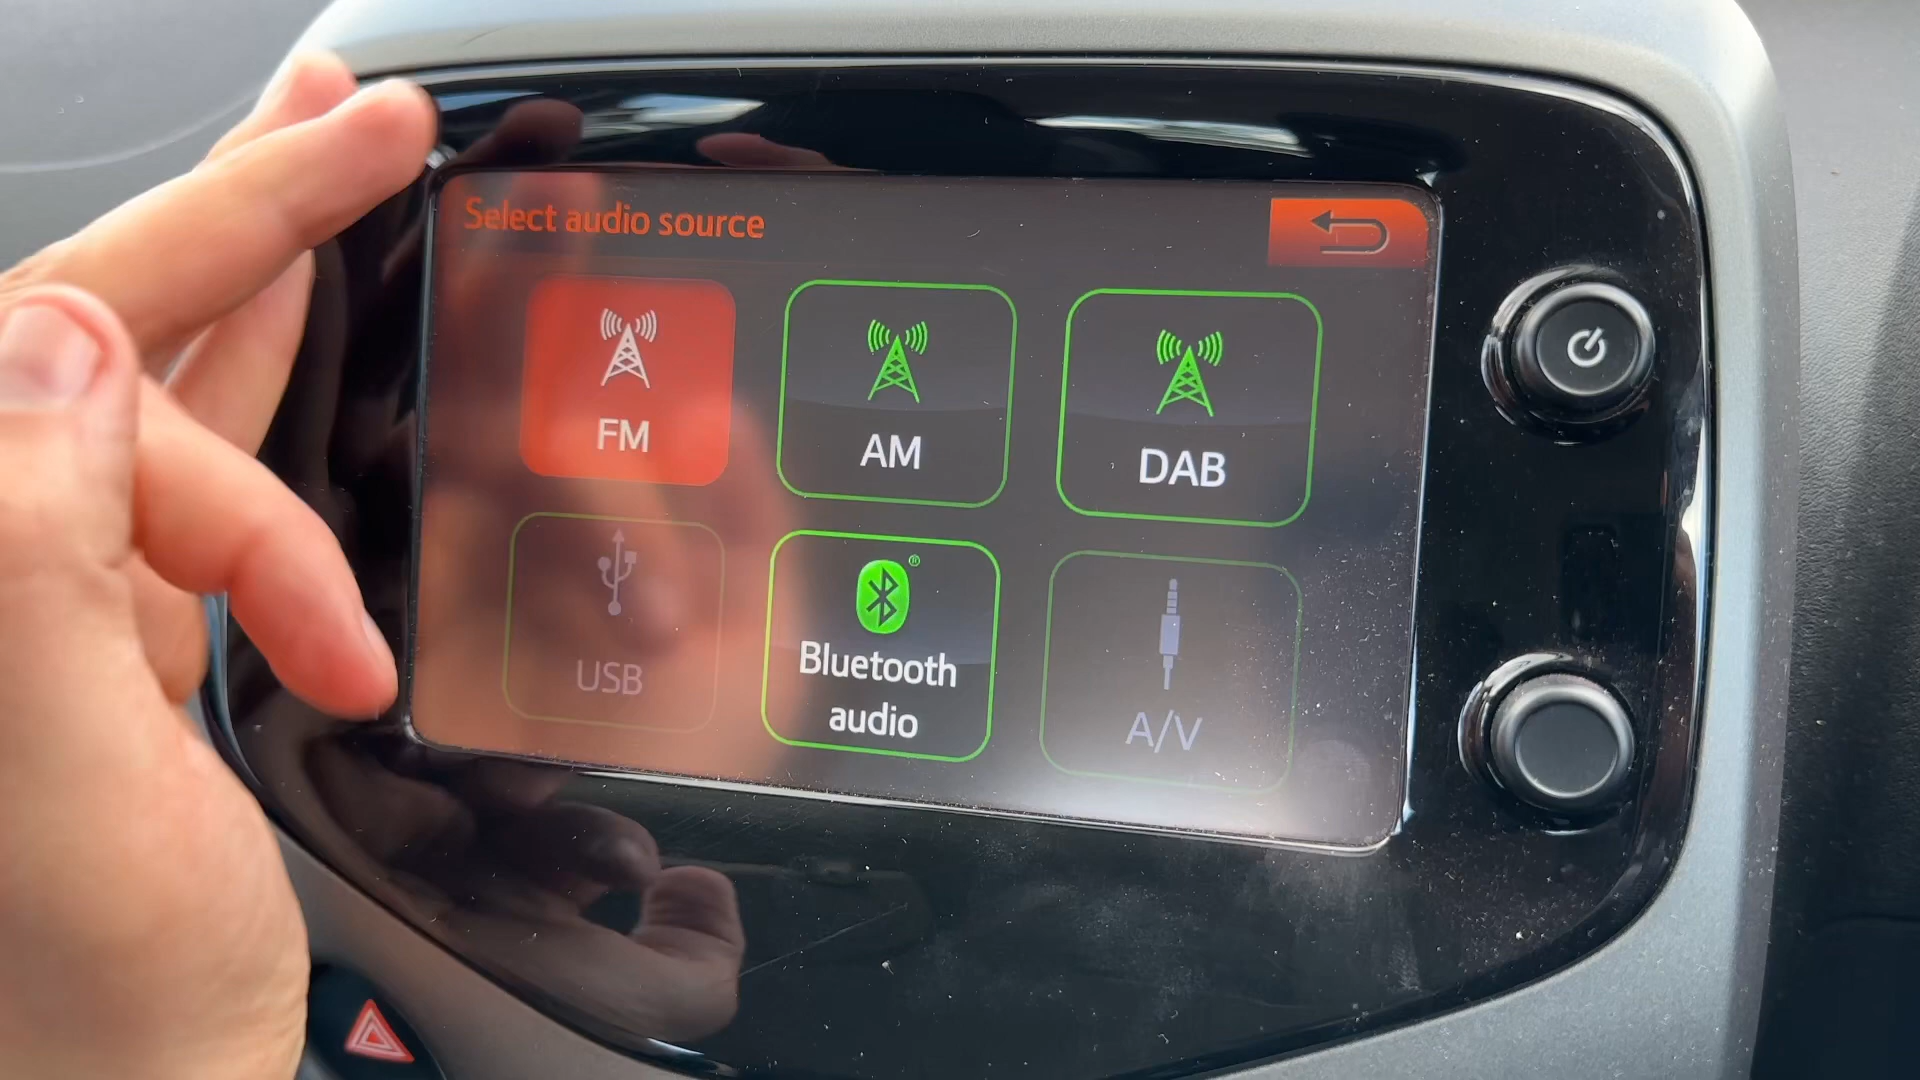 Select audio source
FM
AM
DAB
USB
Bluetooth
audio
®
A/V